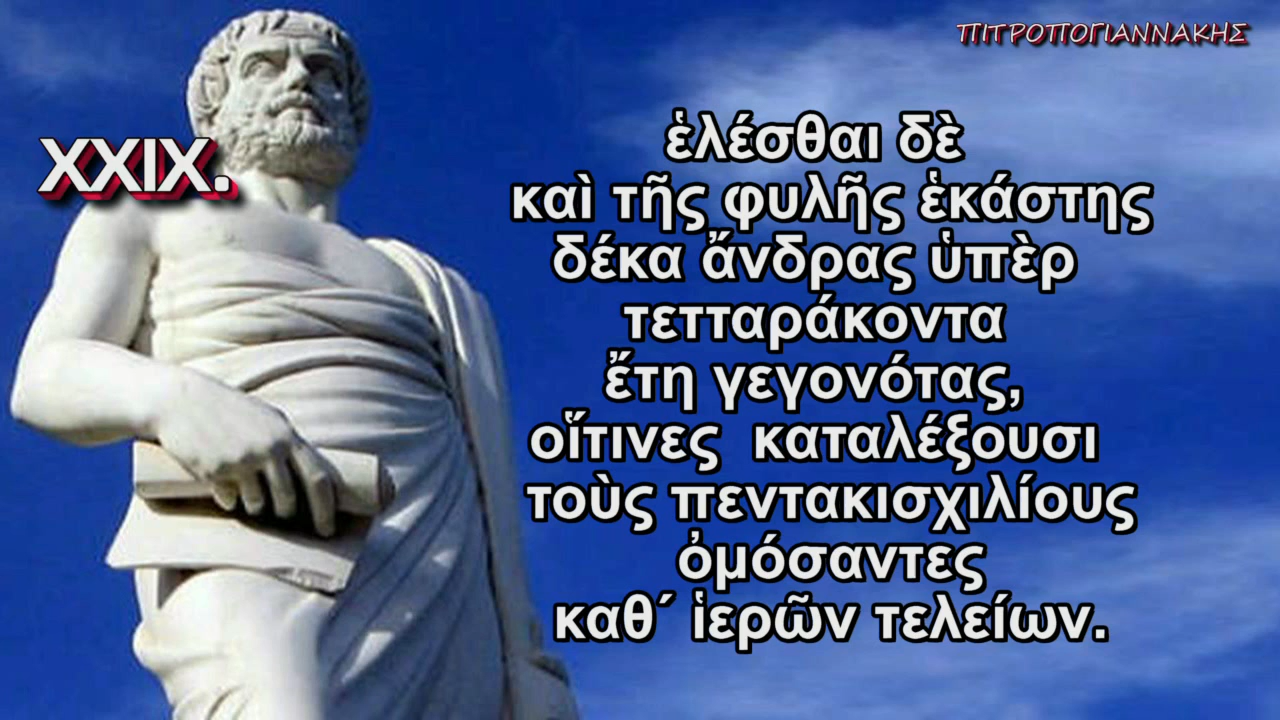 ΠΙΤΡΟΠΟΓΙΑΝΝΑΚΗΣ
XXIX.
ἑλέσθαι δὲ
καὶ τῆς φυλῆς ἑκάστης
δέκα ἄνδρας ὑπὲρ
τετταράκοντα
ἔτη γεγονότας,
οἵτινες καταλέξουσι
τοὺς πεντακισχιλίους
ὀμόσαντες
καθ΄ ἱερῶν τελείων.